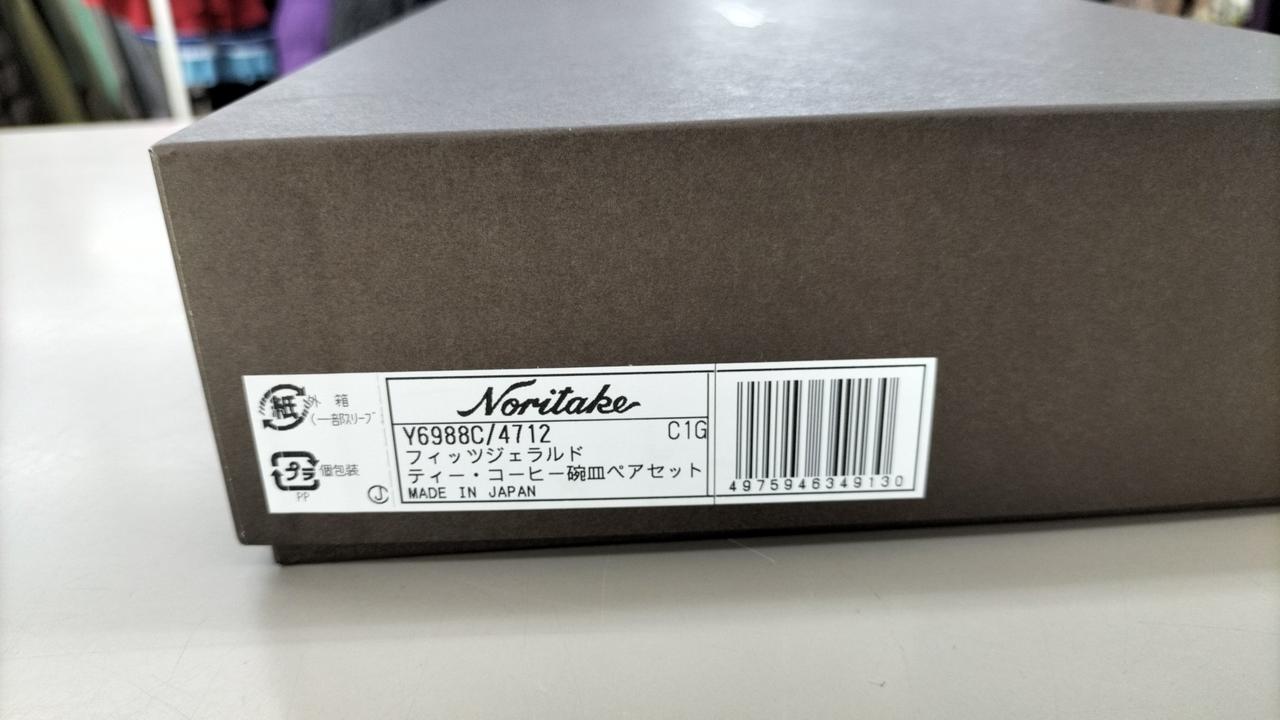 紙
外 箱
(一部スリーブ
プラ
個包装
PP
J
Noritake
Y6988C/4712 C1G
フィッツジェラルド
ティー・コーヒー碗皿ペアセット
MADE IN JAPAN
4975946349130